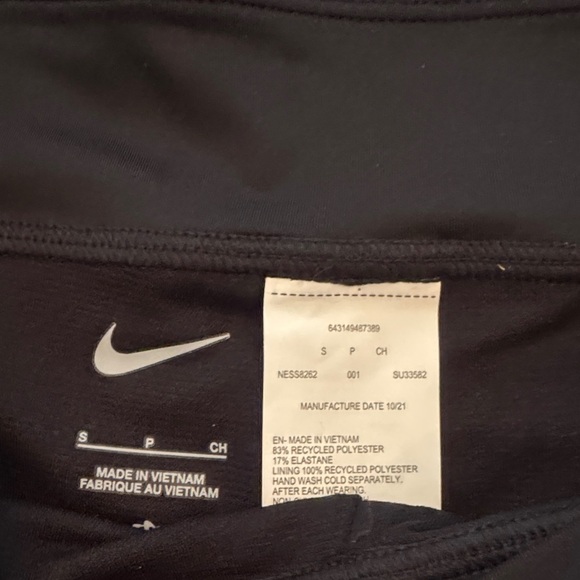 643149487389
S P CH
NESS8262 001 SU33582
MANUFACTURE DATE 10/21
EN- MADE IN VIETNAM
83% RECYCLED POLYESTER
17% ELASTANE
LINING 100% RECYCLED POLYESTER
HAND WASH COLD SEPARATELY.
AFTER EACH WEARING.
S P CH
MADE IN VIETNAM
FABRIQUE AU VIETNAM